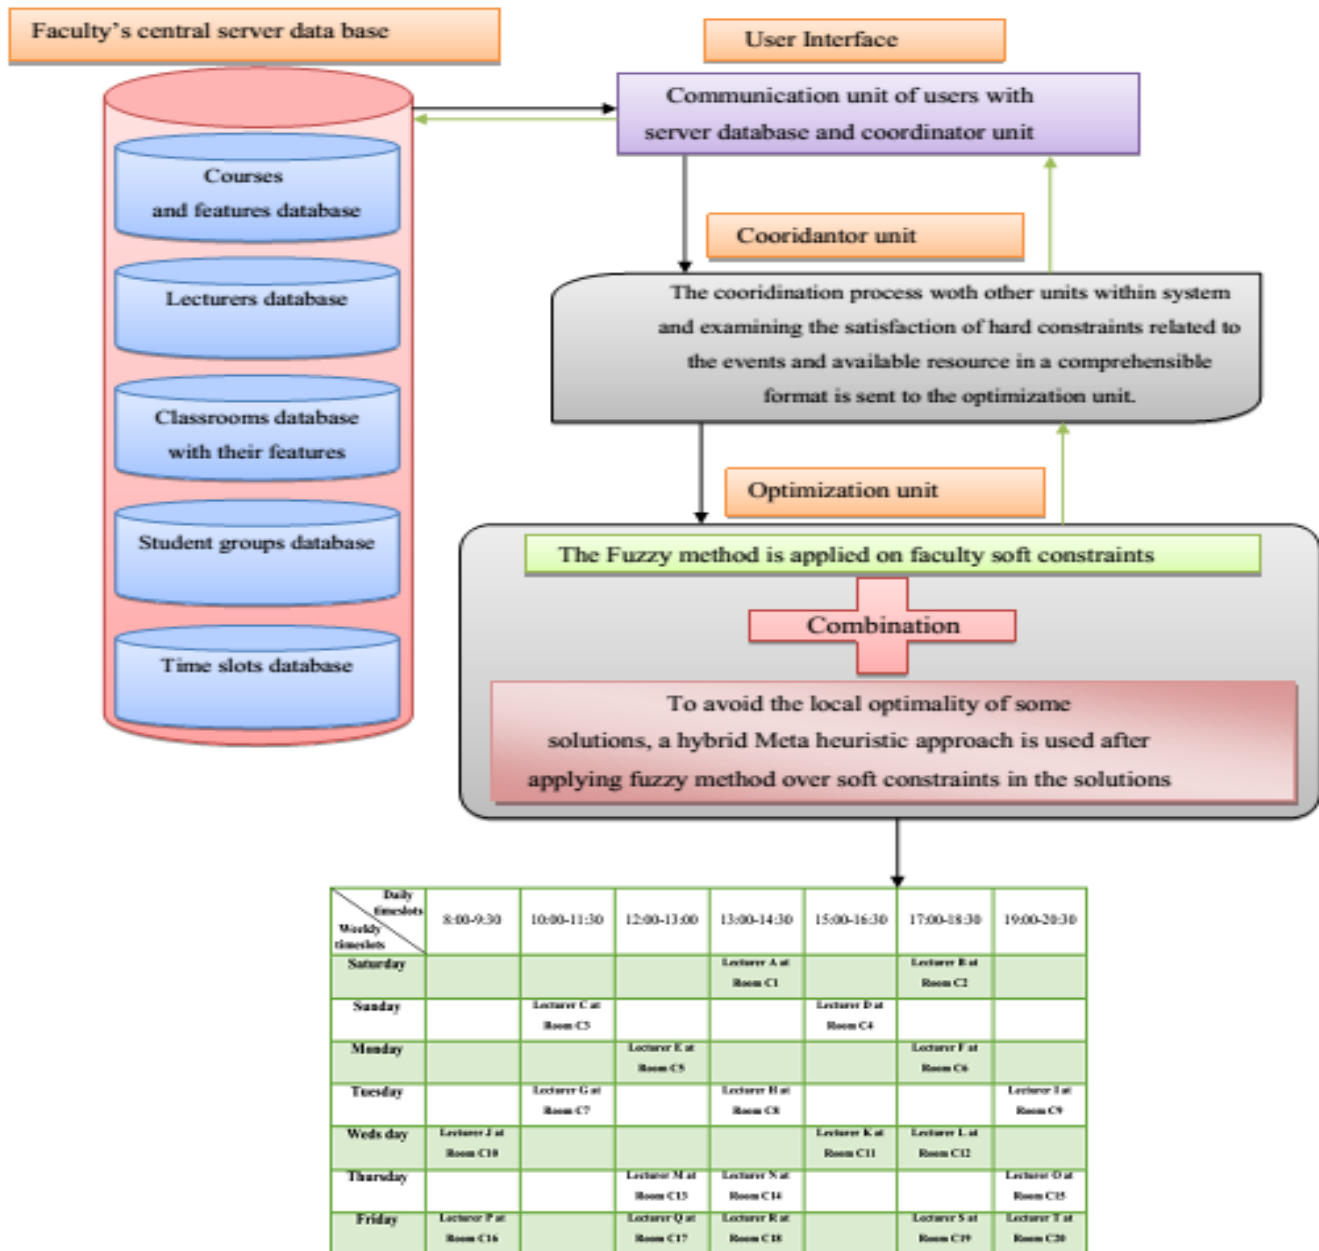 Faculty's central server data base
User Interface
Communication unit of users with
server database and coordinator unit
Courses
and features database
Lecturers database
Classrooms database
with their features
Student groups database
Time slots database
Cooridantor unit
The cooridination process woth other units within system
and examining the satisfaction of hard constraints related to
the events and available resource in a comprehensible
format is sent to the optimization unit.
Optimization unit
The Fuzzy method is applied on faculty soft constraints
Combination
To avoid the local optimality of some
solutions, a hybrid Meta heuristic approach is used after
applying fuzzy method over soft constraints in the solutions
Daily
timeslots
Weekly
timeslots
8:00-9:30 10:00-11:30 12:00-13:00 13:00-14:30 15:00-16:30 17:00-18:30 19:00-20:30
Saturday Lecturer A at Lecturer B at
Room C1 Room C2
Sunday Lecturer C at Lecturer D at
Room C3 Room C4
Monday Lecturer E at Lecturer F at
Room C5 Room C6
Tuesday Lecturer G at Lecturer H at Lecturer I at
Room C7 Room C8 Room C9
Weds day Lecturer J at Lecturer K at Lecturer L at
Room C10 Room C11 Room C12
Thursday Lecturer M at Lecturer N at Lecturer O at
Room C13 Room C14 Room C15
Friday Lecturer P at Lecturer Q at Lecturer R at Lecturer S at Lecturer T at
Room C16 Room C17 Room C18 Room C19 Room C20